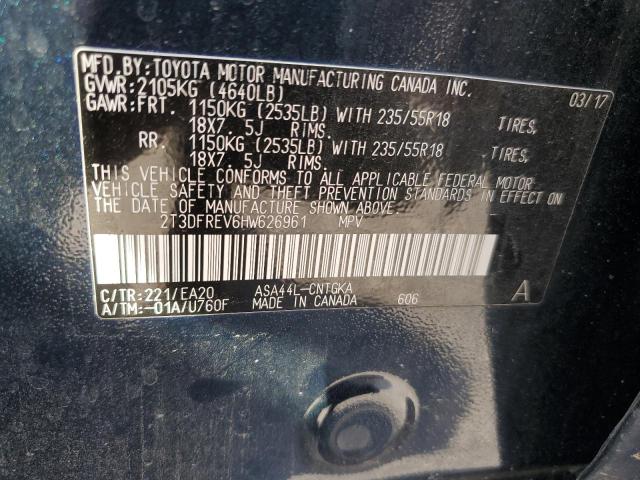 MFD.BY:TOYOTA MOTOR MANUFACTURING CANADA INC.
GVWR:2105KG (4640LB) 03/17
GAWR:FRT. 1150KG (2535LB) WITH 235/55R18 TIRES,
18X7.5J RIMS.
RR. 1150KG (2535LB) WITH 235/55R18 TIRES,
18X7.5J RIMS.
THIS VEHICLE CONFORMS TO ALL APPLICABLE FEDERAL MOTOR
VEHICLE SAFETY AND THEFT PREVENTION STANDARDS IN EFFECT ON
THE DATE OF MANUFACTURE SHOWN ABOVE.
2T3DFREV6HW626961 MPV
C/TR:221/EA20 ASA44L-CNTGKA A
A/TM:-01A/U760F MADE IN CANADA 606